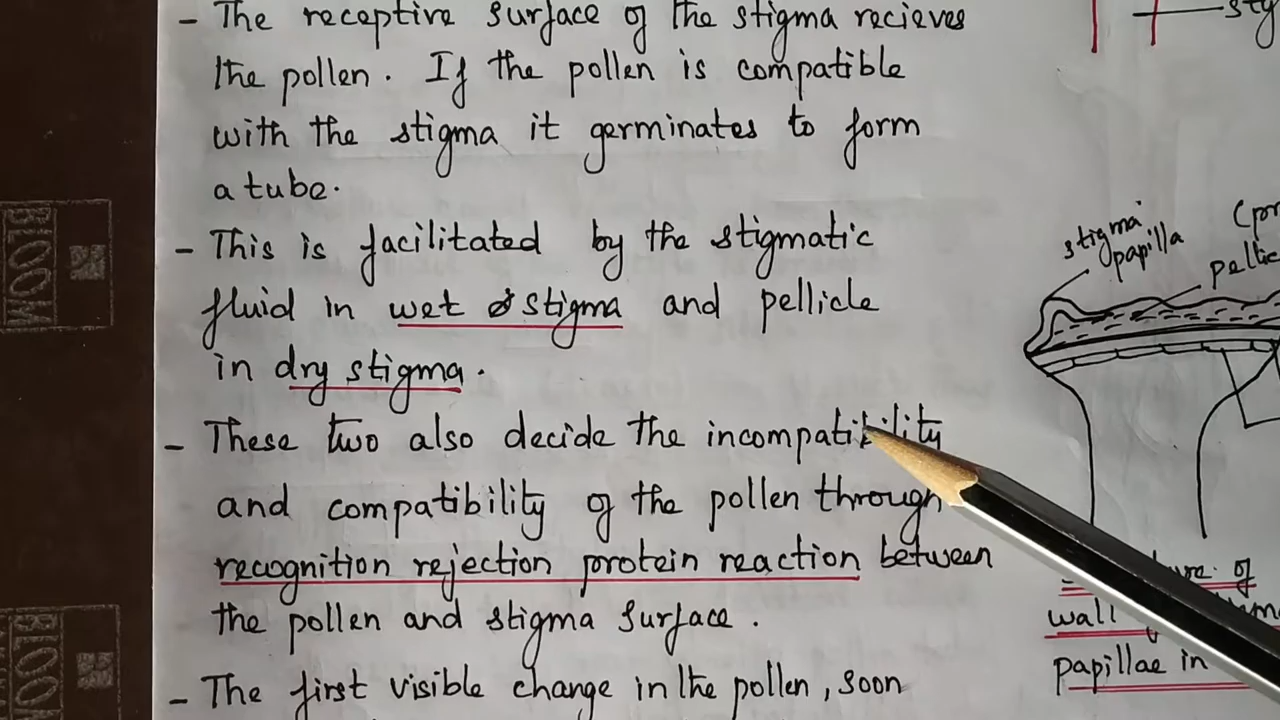 - The receptive surface of the stigma recieves
the pollen. If the pollen is compatible
with the stigma it germinates to form
a tube.
- This is facilitated by the stigmatic
fluid in wet stigma and pellicle
in dry stigma.
- These two also decide the incompatibility
and compatibility of the pollen through
recognition rejection protein reaction between
the pollen and stigma surface.
- The first visible change in the pollen, soon
stigma
papilla
of
wall
papillae in
BLOOM